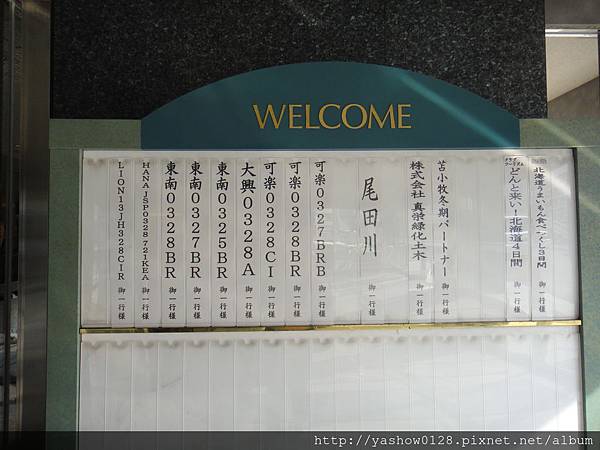 WELCOME
北海道うまいもん食べつくし3日間 御一行様
どんと来い!北海道4日間 御一行様
苫小牧冬期パートナー 御一行様
株式会社真栄緑化土木 御一行様
尾田川
可楽0327BRB 御一行様
可楽0328BR 御一行様
可楽0328CI 御一行様
大興0328A 御一行様
東南0325BR 御一行様
東南0327BR 御一行様
東南0328BR 御一行様
HANAJSP0328 721KEA 御一行様
LION13JH328CIR 御一行様
http://yashow0128.pixnet.net/album